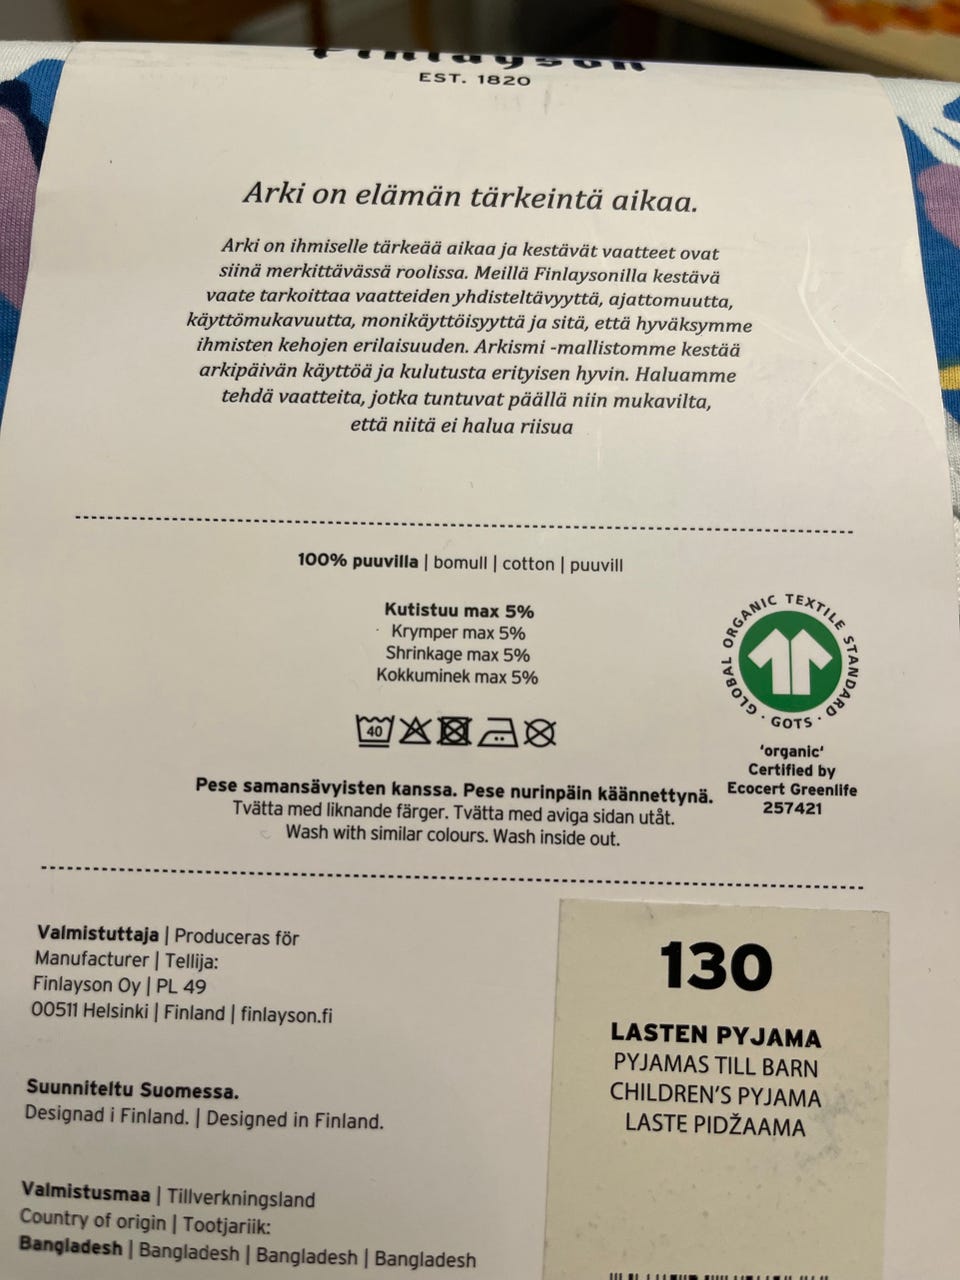 Finlayson
EST. 1820
Arki on elämän tärkeintä aikaa.
Arki on ihmiselle tärkeää aikaa ja kestävät vaatteet ovat
siinä merkittävässä roolissa. Meillä Finlaysonilla kestävä
vaate tarkoittaa vaatteiden yhdisteltävyyttä, ajattomuutta,
käyttömukavuutta, monikäyttöisyyttä ja sitä, että hyväksymme
ihmisten kehojen erilaisuuden. Arkismi -mallistomme kestää
arkipäivän käyttöä ja kulutusta erityisen hyvin. Haluamme
tehdä vaatteita, jotka tuntuvat päällä niin mukavilta,
että niitä ei halua riisua
100% puuvilla | bomull | cotton | puuvill
Kutistuu max 5%
Krymper max 5%
Shrinkage max 5%
Kokkuminek max 5%
40
GLOBAL ORGANIC TEXTILE STANDARD · GOTS ·
'organic'
Certified by
Ecocert Greenlife
257421
Pese samansävyisten kanssa. Pese nurinpäin käännettynä.
Tvätta med liknande färger. Tvätta med aviga sidan utåt.
Wash with similar colours. Wash inside out.
Valmistuttaja | Produceras för
Manufacturer | Tellija:
Finlayson Oy | PL 49
00511 Helsinki | Finland | finlayson.fi
Suunniteltu Suomessa.
Designad i Finland. | Designed in Finland.
Valmistusmaa | Tillverkningsland
Country of origin | Tootjariik:
Bangladesh | Bangladesh | Bangladesh | Bangladesh
130
LASTEN PYJAMA
PYJAMAS TILL BARN
CHILDREN'S PYJAMA
LASTE PIDŽAAMA